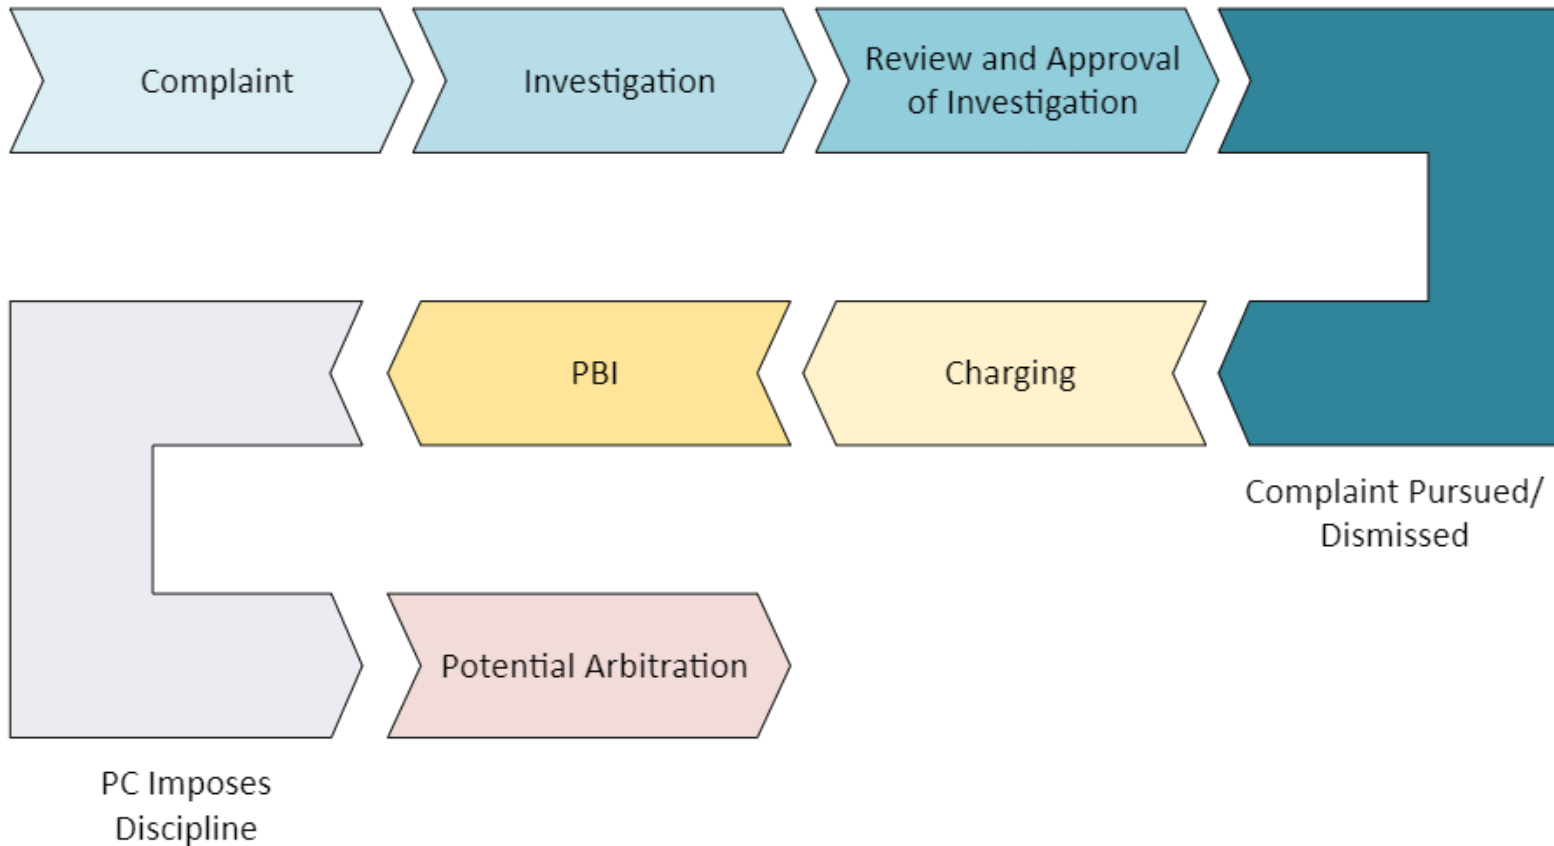 Complaint
Investigation
Review and Approval
of Investigation
Complaint Pursued/
Dismissed
Charging
PBI
PC Imposes
Discipline
Potential Arbitration